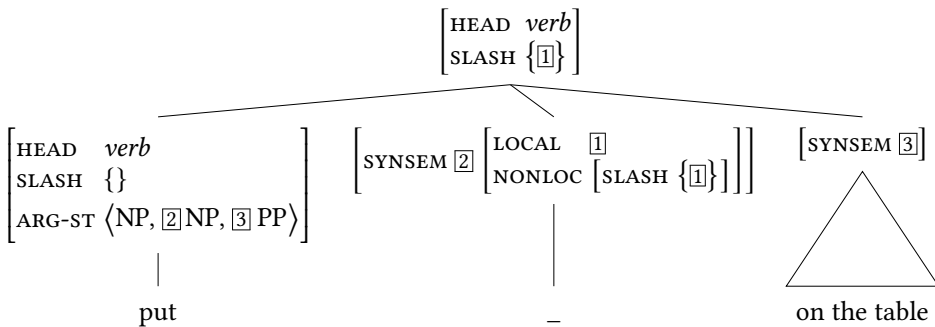 [HEAD verb
SLASH {1}]
[HEAD verb
SLASH {}
ARG-ST ⟨NP, 2 NP, 3 PP⟩]
[SYNSEM 2 [LOCAL 1
NONLOC [SLASH {1}]]]
[SYNSEM 3]
put
_
on the table